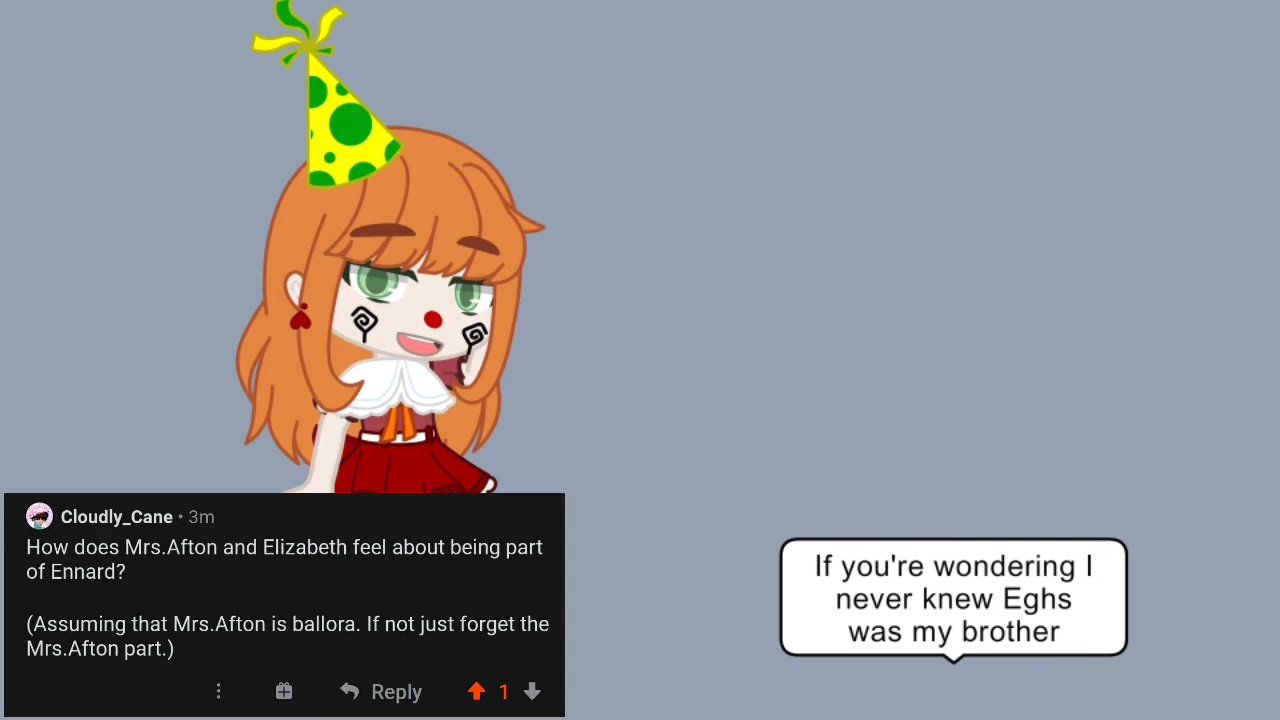 Cloudly_Cane • 3m
How does Mrs.Afton and Elizabeth feel about being part
of Ennard?
(Assuming that Mrs.Afton is ballora. If not just forget the
Mrs.Afton part.)
Reply 1
If you're wondering I
never knew Eghs
was my brother